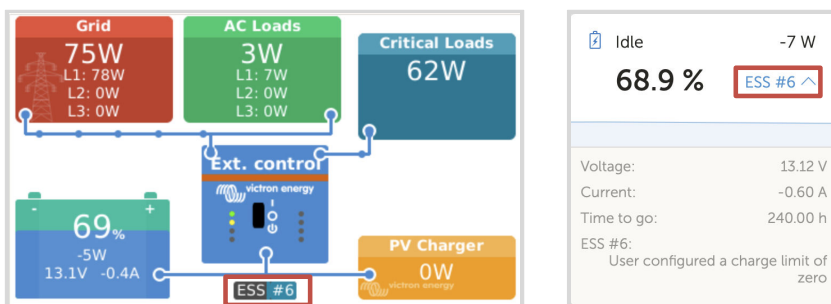 Grid
75W
L1: 78W
L2: 0W
L3: 0W
AC Loads
3W
L1: 7W
L2: 0W
L3: 0W
Critical Loads
62W
Ext. control
victron energy
- +
69%
-5W
13.1V -0.4A
ESS #6
PV Charger
0W
victron energy
Idle -7 W
68.9 % ESS #6
Voltage: 13.12 V
Current: -0.60 A
Time to go: 240.00 h
ESS #6:
User configured a charge limit of
zero